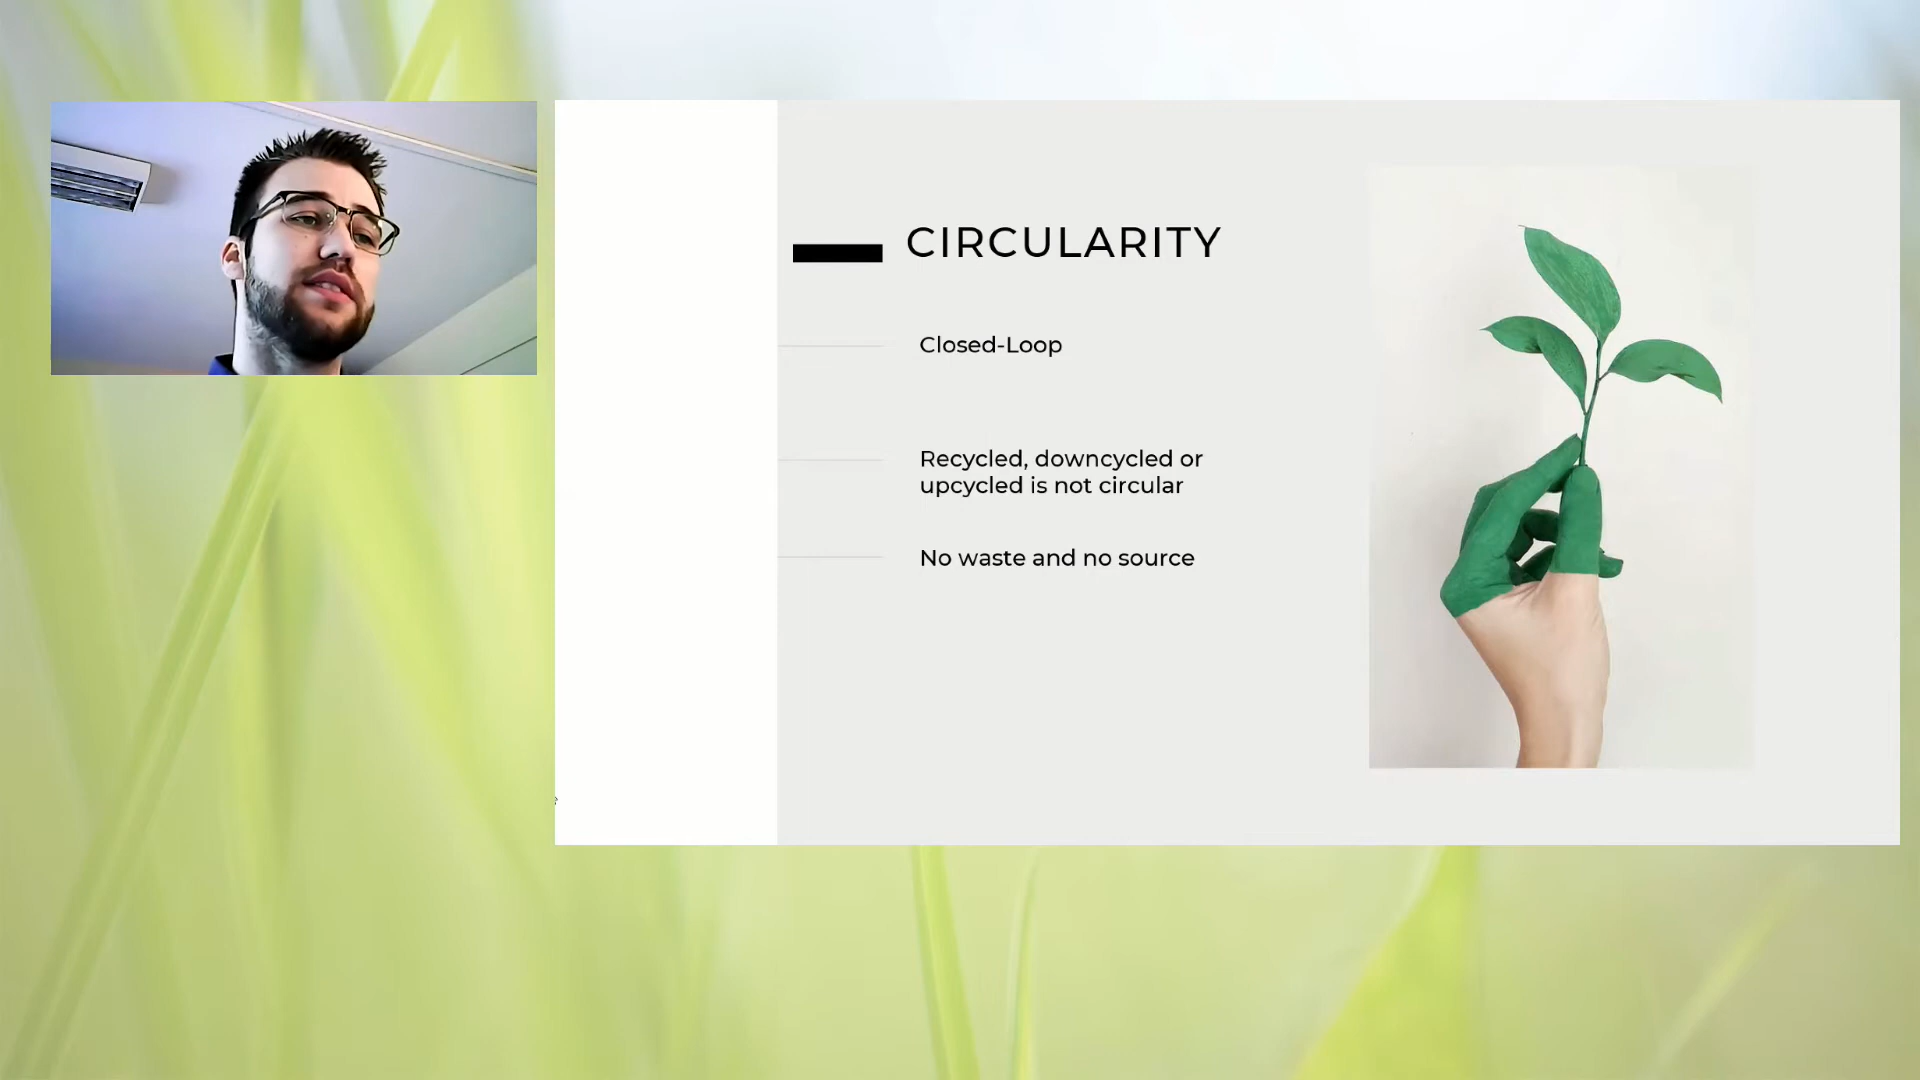 CIRCULARITY
Closed-Loop
Recycled, downcycled or
upcycled is not circular
No waste and no source